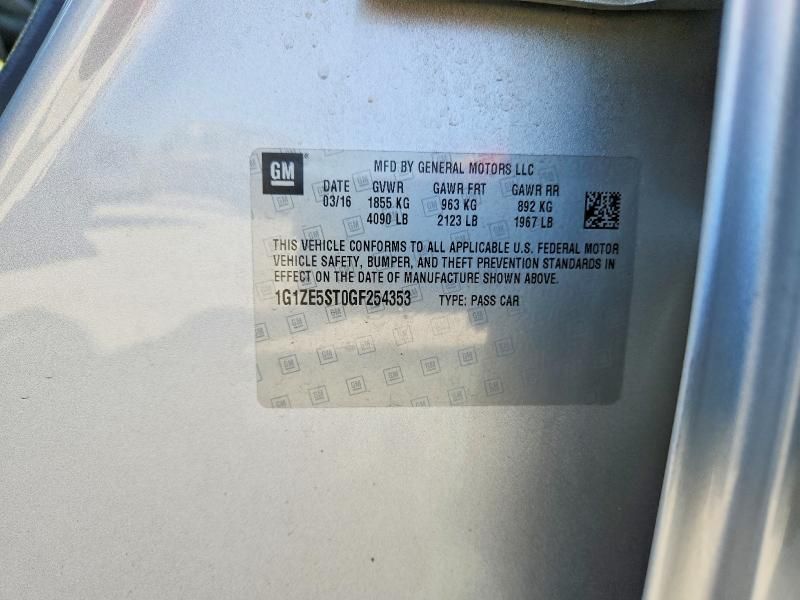 GM
MFD BY GENERAL MOTORS LLC
DATE GVWR GAWR FRT GAWR RR
03/16 1855 KG 963 KG 892 KG
4090 LB 2123 LB 1967 LB
THIS VEHICLE CONFORMS TO ALL APPLICABLE U.S. FEDERAL MOTOR
VEHICLE SAFETY, BUMPER, AND THEFT PREVENTION STANDARDS IN
EFFECT ON THE DATE OF MANUFACTURE SHOWN ABOVE.
1G1ZE5ST0GF254353 TYPE: PASS CAR